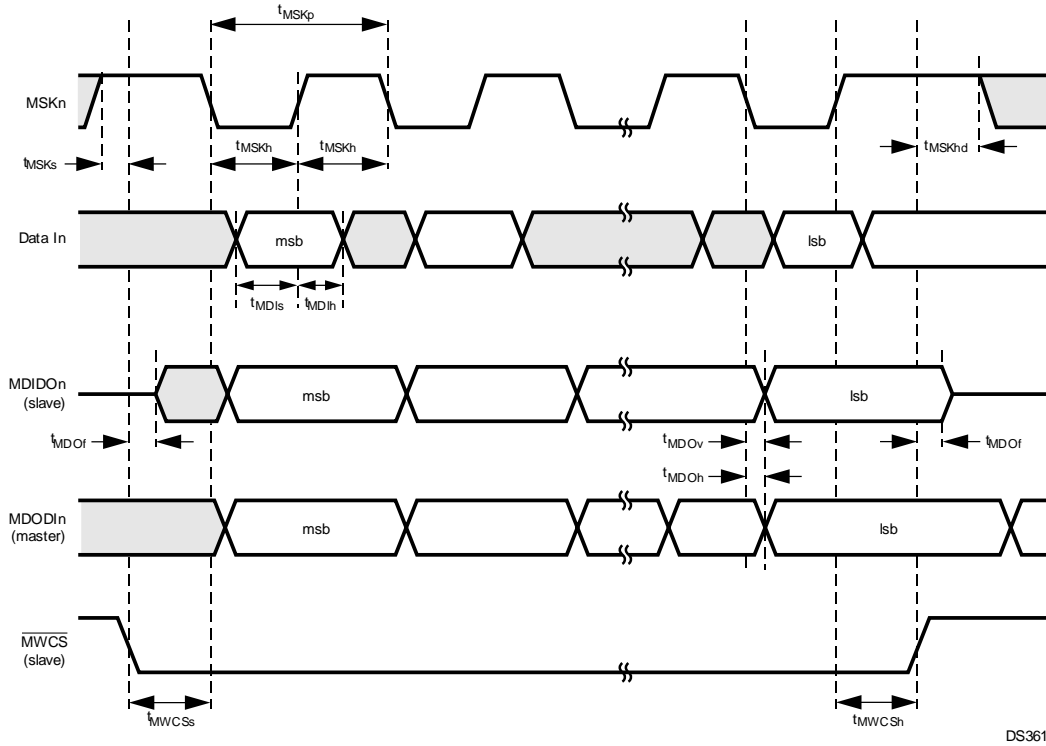 tMSKp
MSKn
tMSKs
tMSKh
tMSKh
tMSKhd
Data In
msb
lsb
tMDIs
tMDIh
MDIDOn
(slave)
msb
lsb
tMDOf
tMDOv
tMDOf
tMDOh
MDODIn
(master)
msb
lsb
MWCS
(slave)
tMWCSs
tMWCSh
DS361